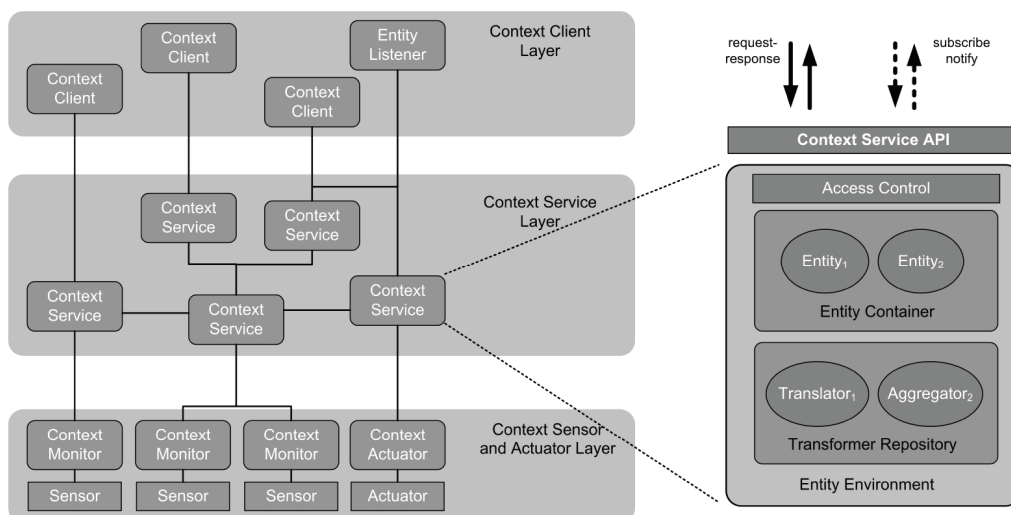 Context
Client
Context
Client
Context
Client
Entity
Listener
Context Client
Layer
Context
Service
Context
Service
Context Service
Layer
Context
Service
Context
Service
Context
Service
Context
Monitor
Context
Monitor
Context
Monitor
Context
Actuator
Context Sensor
and Actuator Layer
Sensor
Sensor
Sensor
Actuator
request-
response
subscribe
notify
Context Service API
Access Control
Entity₁
Entity₂
Entity Container
Translator₁
Aggregator₂
Transformer Repository
Entity Environment